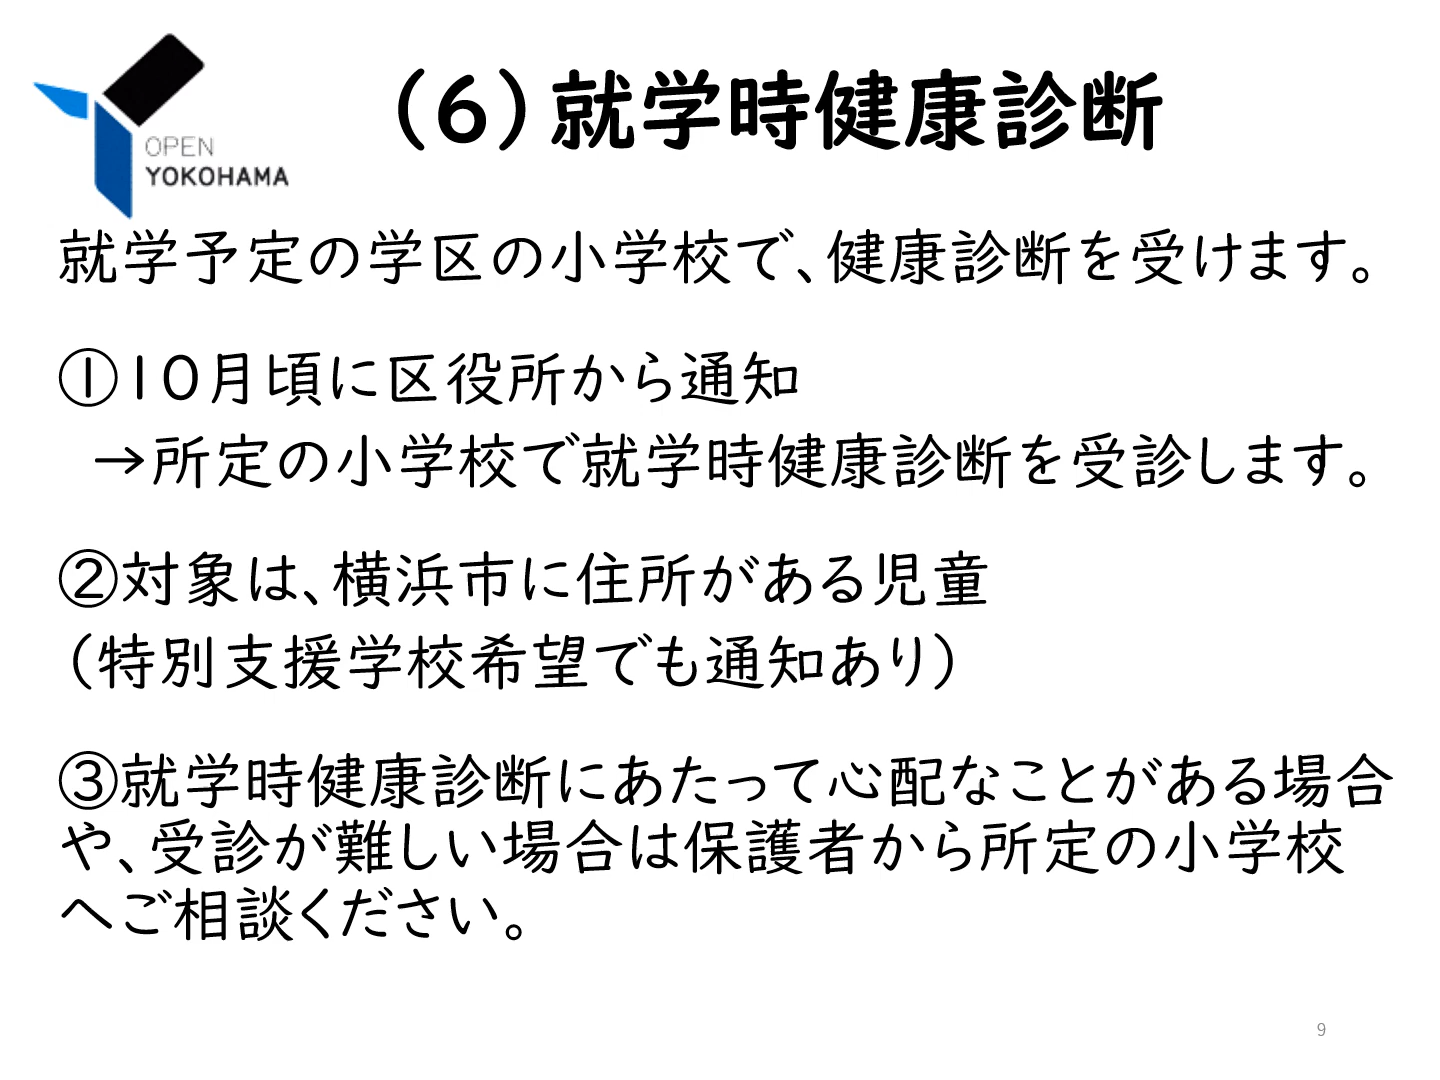 OPEN
YOKOHAMA
（6）就学時健康診断
就学予定の学区の小学校で、健康診断を受けます。
①10月頃に区役所から通知
→所定の小学校で就学時健康診断を受診します。
②対象は、横浜市に住所がある児童
（特別支援学校希望でも通知あり）
③就学時健康診断にあたって心配なことがある場合
や、受診が難しい場合は保護者から所定の小学校
へご相談ください。
9